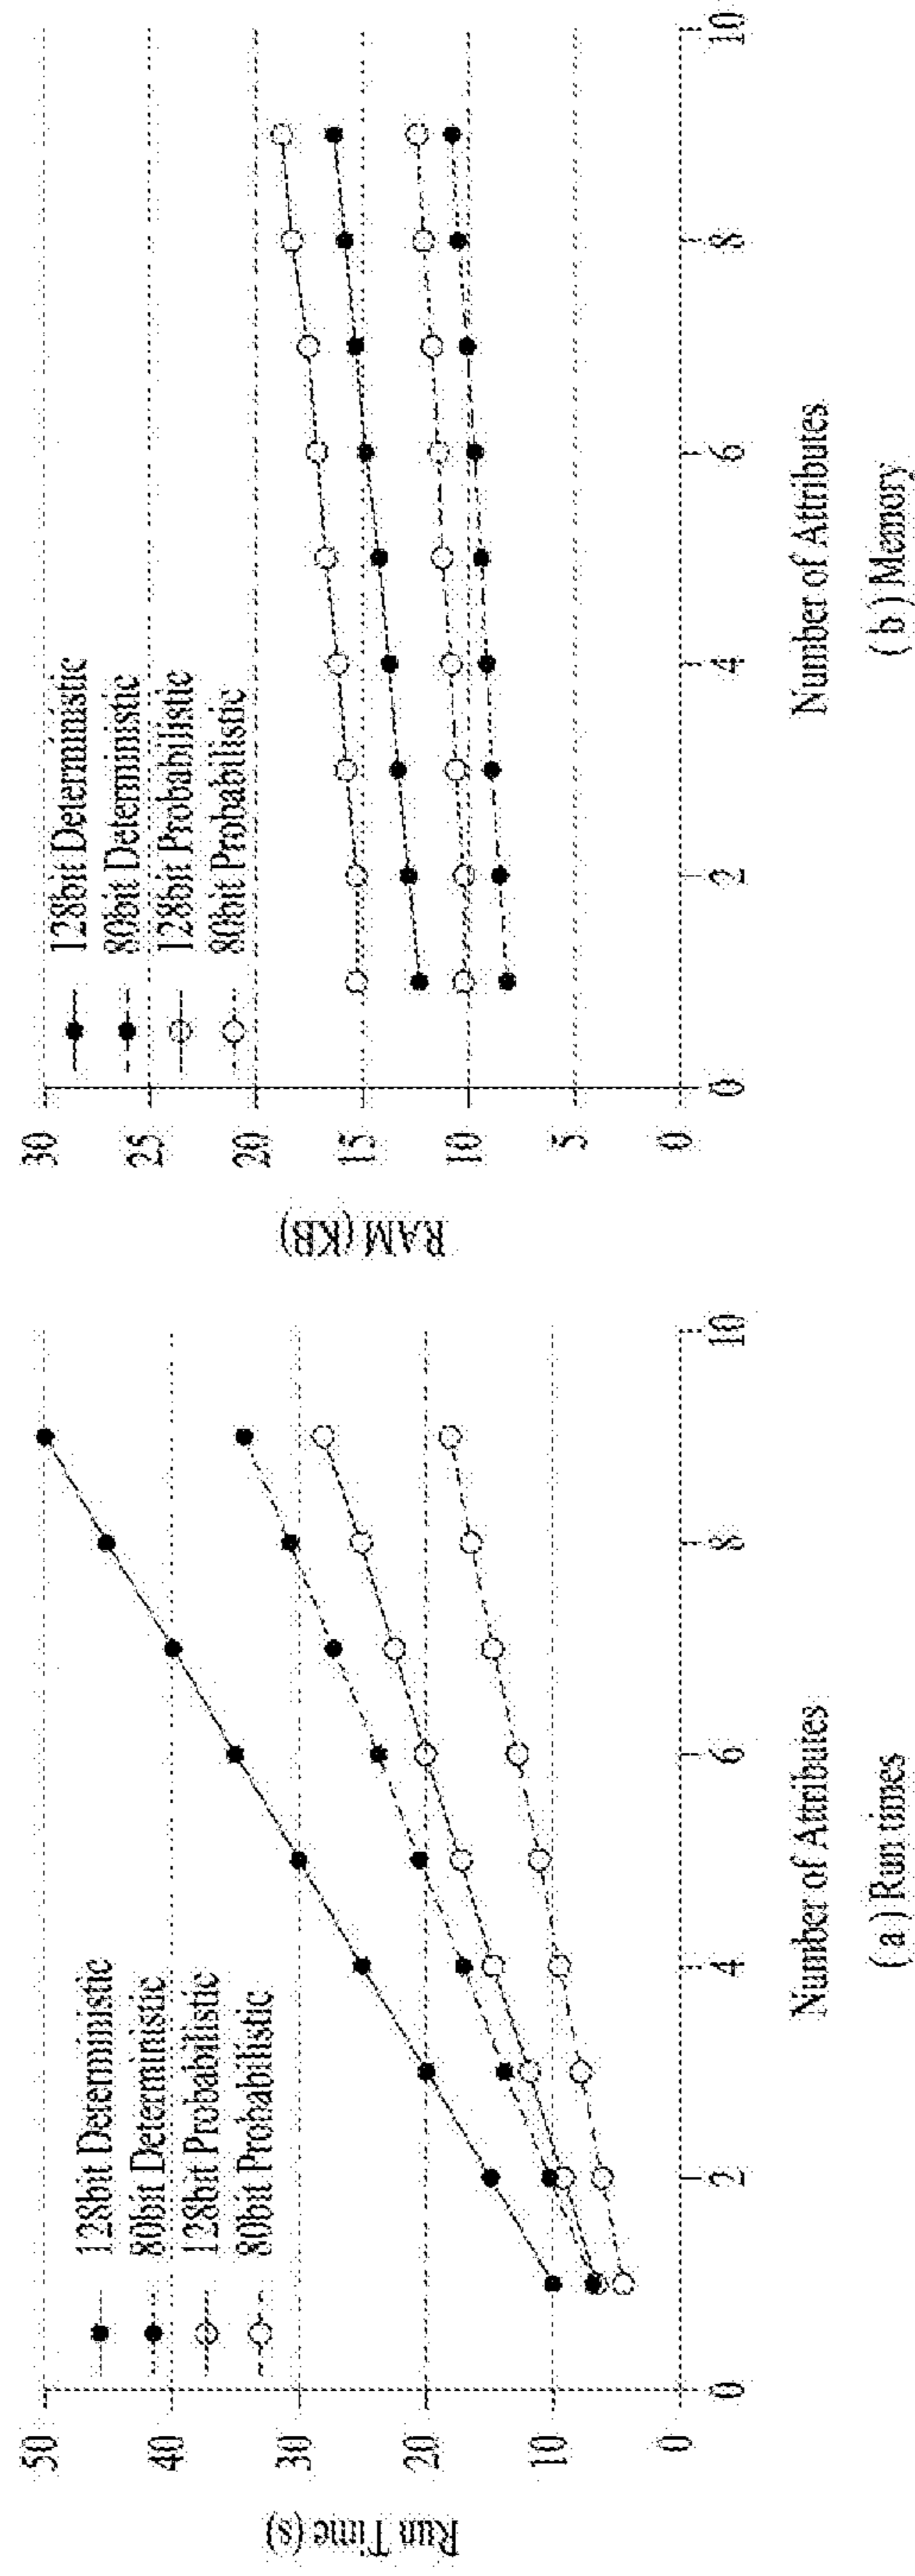 50
40
30
20
10
0
Run Time (s)
128bit Dereministic
80bit Deterministic
128bit Probabilistic
80bit Probabilistic
0
2
4
6
8
10
Number of Attributes
( a ) Run times
30
25
20
15
10
5
0
RAM (KB)
128bit Deterministic
80bit Deterministic
128bit Probabilistic
80bit Probabilistic
0
2
4
6
8
10
Number of Attributes
( b ) Memory